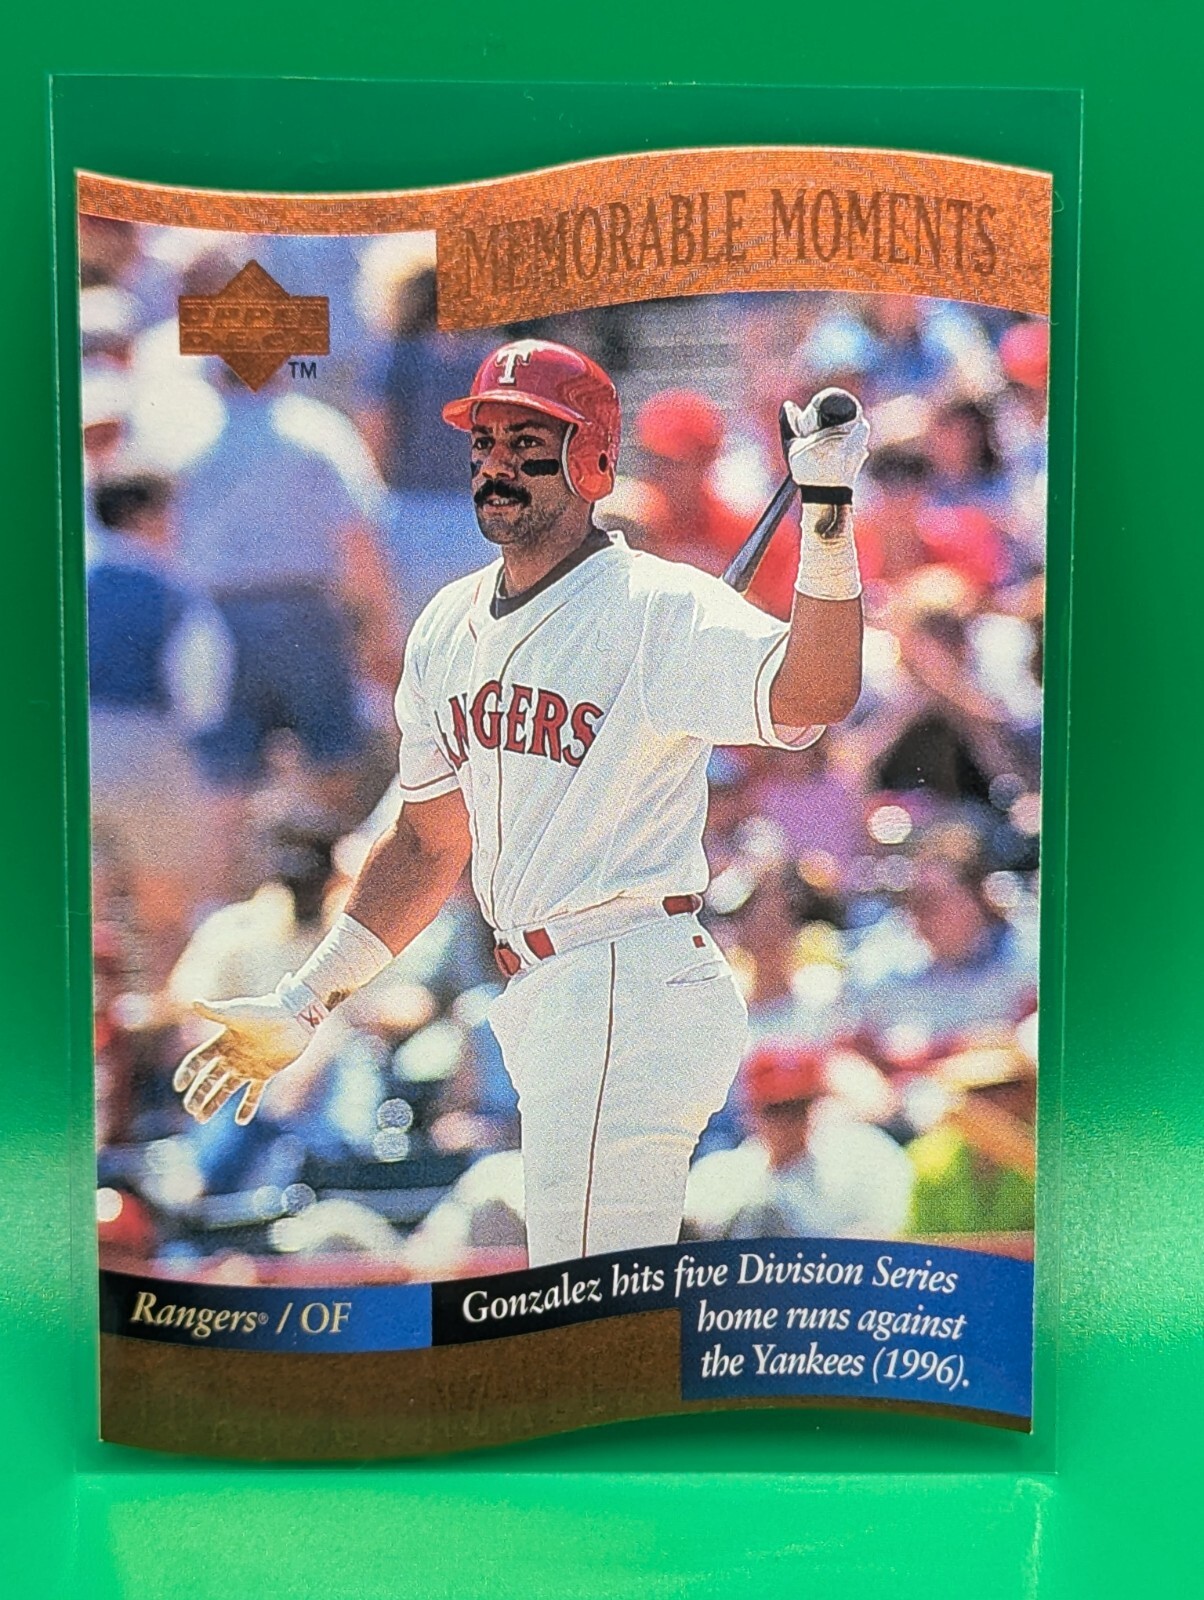 MEMORABLE MOMENTS
UPPER
DECK
TM
T
RANGERS
Rangers® / OF
Gonzalez hits five Division Series
home runs against
the Yankees (1996).